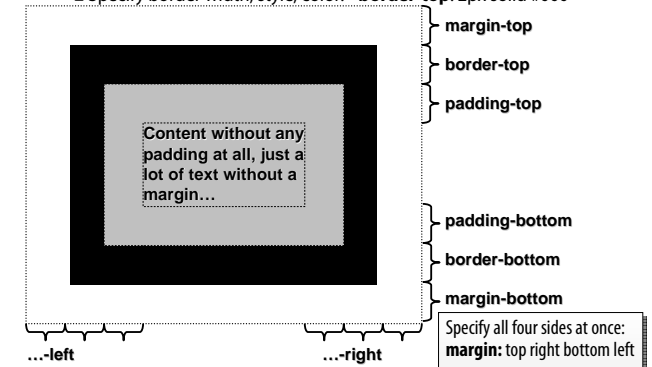 margin-top
border-top
padding-top
Content without any
padding at all, just a
lot of text without a
margin…
padding-bottom
border-bottom
margin-bottom
…-left
…-right
Specify all four sides at once:
margin: top right bottom left